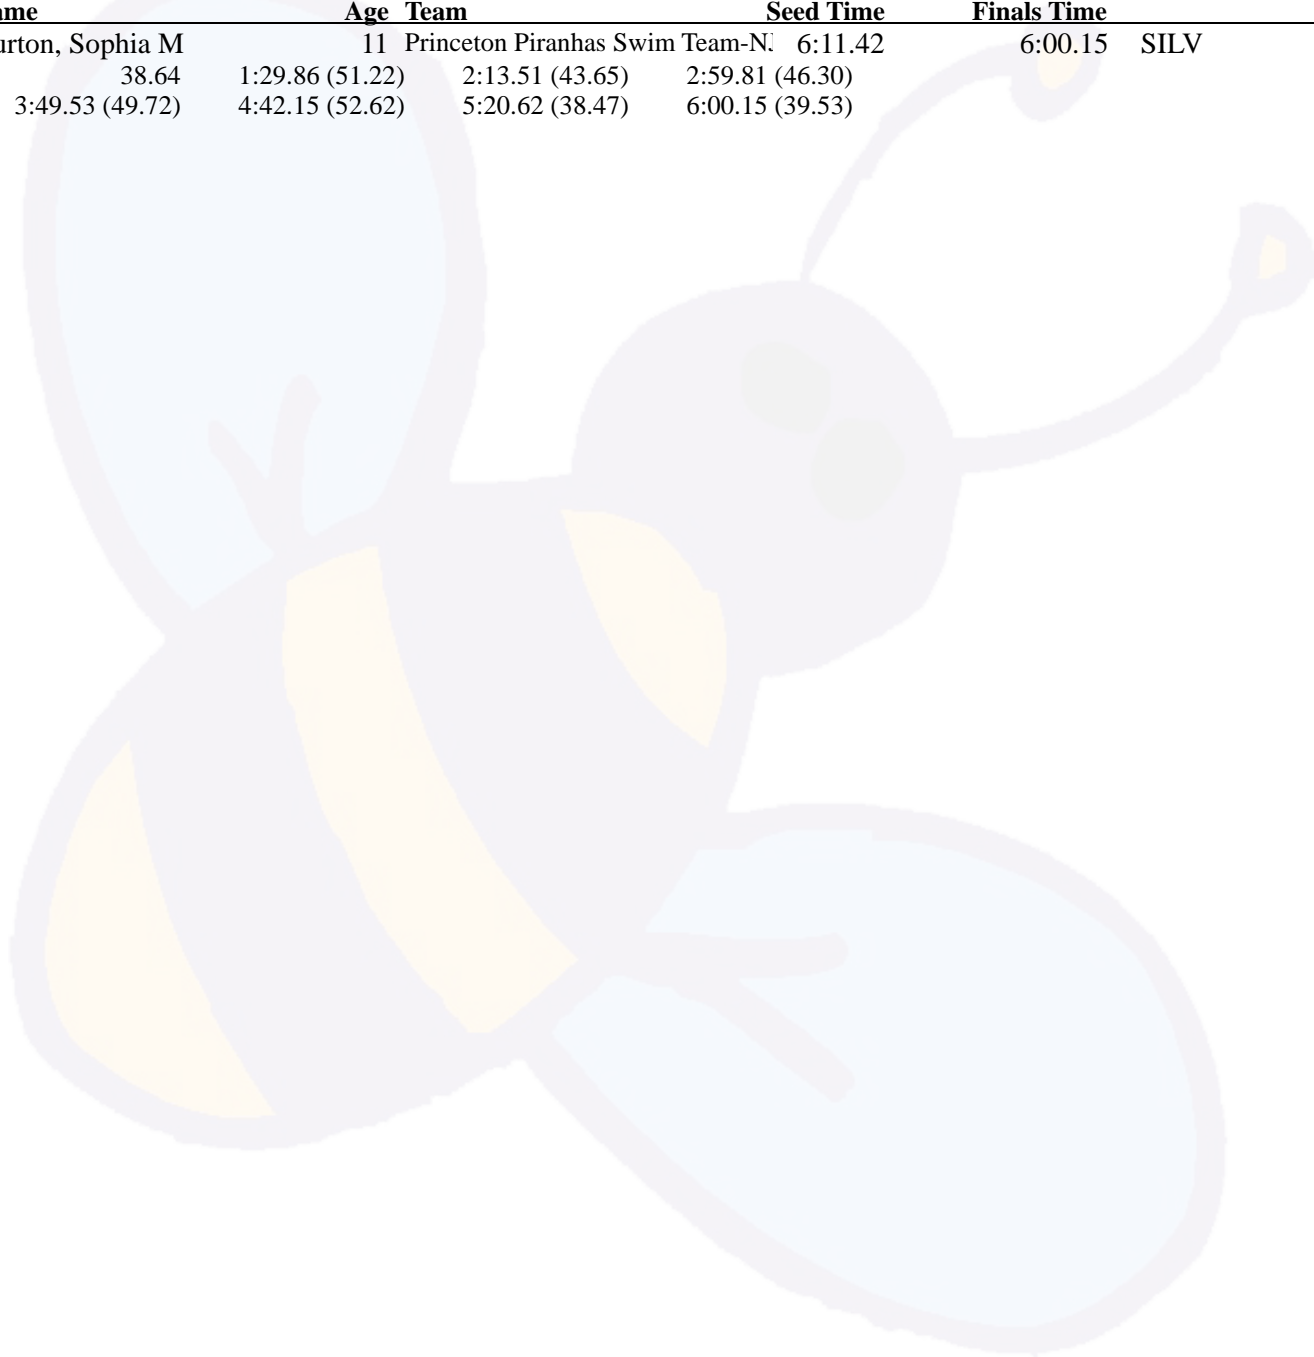 ame Age Team Seed Time Finals Time
urton, Sophia M 11 Princeton Piranhas Swim Team-N 6:11.42 6:00.15 SILV
38.64 1:29.86 (51.22) 2:13.51 (43.65) 2:59.81 (46.30)
3:49.53 (49.72) 4:42.15 (52.62) 5:20.62 (38.47) 6:00.15 (39.53)